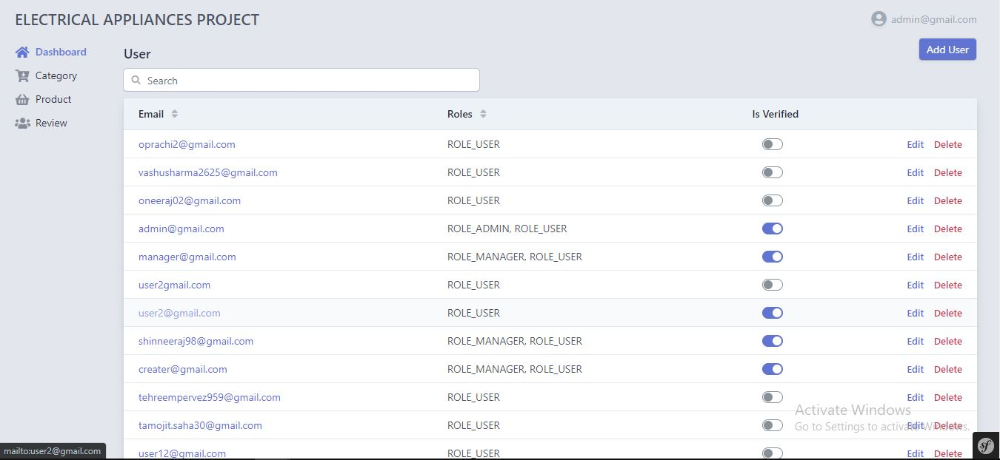 ELECTRICAL APPLIANCES PROJECT
admin@gmail.com
Dashboard
Category
Product
Review
User
Add User
Search
Email Roles Is Verified
oprachi2@gmail.com ROLE_USER Edit Delete
vashusharma2625@gmail.com ROLE_USER Edit Delete
oneeraj02@gmail.com ROLE_USER Edit Delete
admin@gmail.com ROLE_ADMIN, ROLE_USER Edit Delete
manager@gmail.com ROLE_MANAGER, ROLE_USER Edit Delete
user2gmail.com ROLE_USER Edit Delete
user2@gmail.com ROLE_USER Edit Delete
shinneeraj98@gmail.com ROLE_MANAGER, ROLE_USER Edit Delete
creater@gmail.com ROLE_MANAGER, ROLE_USER Edit Delete
tehreempervez959@gmail.com ROLE_USER Edit Delete
tamojit.saha30@gmail.com ROLE_USER Edit Delete
user12@gmail.com ROLE_USER Edit Delete
Activate Windows
Go to Settings to activate Windows.
mailto:user2@gmail.com
sf